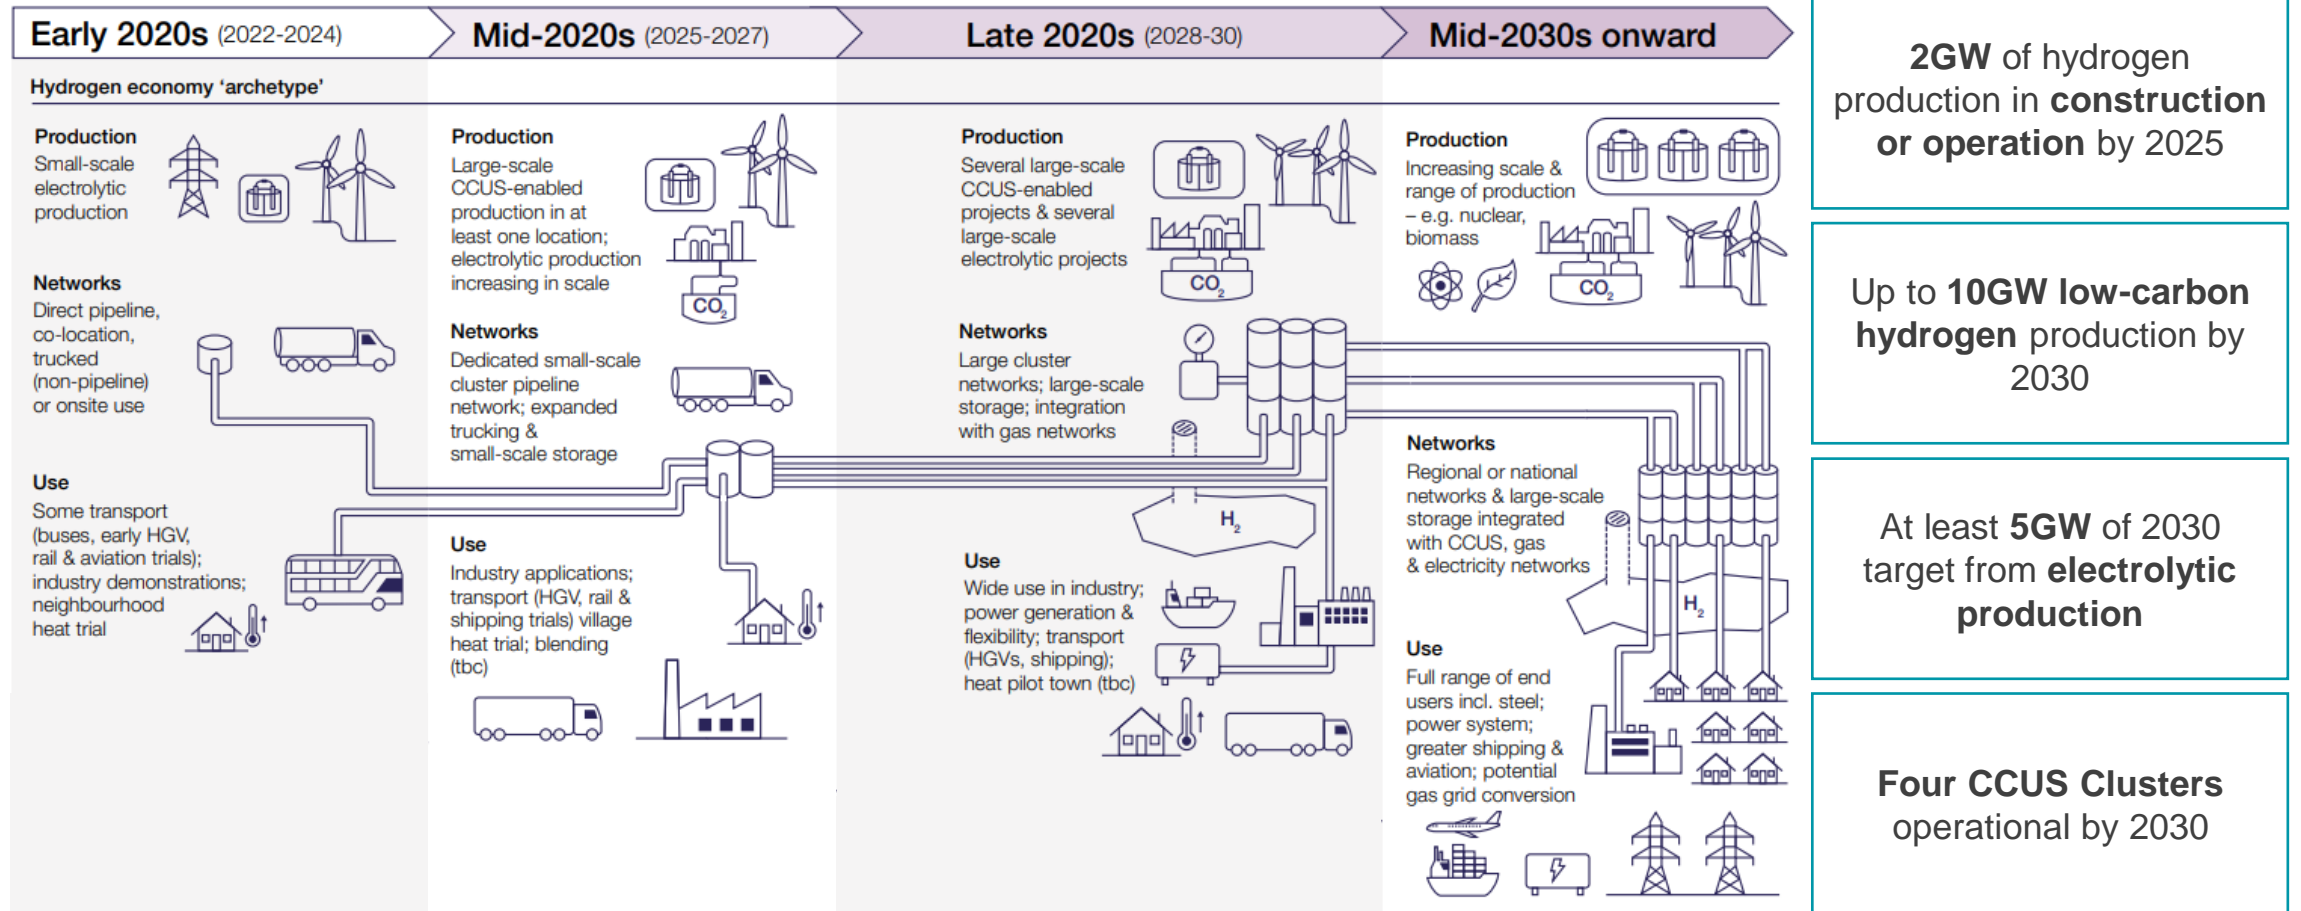 Early 2020s (2022-2024)
Mid-2020s (2025-2027)
Late 2020s (2028-30)
Mid-2030s onward
Hydrogen economy ‘archetype’
Production
Small-scale
electrolytic
production
Networks
Direct pipeline,
co-location,
trucked
(non-pipeline)
or onsite use
Use
Some transport
(buses, early HGV,
rail & aviation trials);
industry demonstrations;
neighbourhood
heat trial
Production
Large-scale
CCUS-enabled
production in at
least one location;
electrolytic production
increasing in scale
CO2
Networks
Dedicated small-scale
cluster pipeline
network; expanded
trucking &
small-scale storage
Use
Industry applications;
transport (HGV, rail &
shipping trials) village
heat trial; blending
(tbc)
Production
Several large-scale
CCUS-enabled
projects & several
large-scale
electrolytic projects
CO2
Networks
Large cluster
networks; large-scale
storage; integration
with gas networks
H2
Use
Wide use in industry;
power generation &
flexibility; transport
(HGVs, shipping);
heat pilot town (tbc)
Production
Increasing scale &
range of production
– e.g. nuclear,
biomass
CO2
Networks
Regional or national
networks & large-scale
storage integrated
with CCUS, gas
& electricity networks
H2
Use
Full range of end
users incl. steel;
power system;
greater shipping &
aviation; potential
gas grid conversion
2GW of hydrogen
production in construction
or operation by 2025
Up to 10GW low-carbon
hydrogen production by
2030
At least 5GW of 2030
target from electrolytic
production
Four CCUS Clusters
operational by 2030